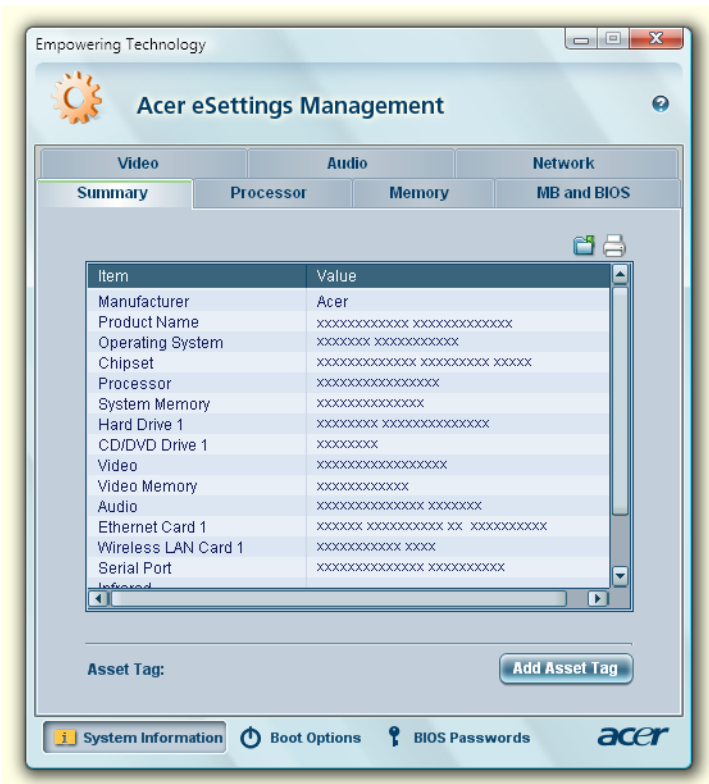 Empowering Technology
Acer eSettings Management
Video Audio Network
Summary Processor Memory MB and BIOS
Item Value
Manufacturer Acer
Product Name xxxxxxxxxxxx xxxxxxxxxxxxx
Operating System xxxxxxx xxxxxxxxxxx
Chipset xxxxxxxxxxxxx xxxxxxxxx xxxxx
Processor xxxxxxxxxxxxxxxx
System Memory xxxxxxxxxxxxxx
Hard Drive 1 xxxxxxxx xxxxxxxxxxxxxx
CD/DVD Drive 1 xxxxxxxx
Video xxxxxxxxxxxxxxxxx
Video Memory xxxxxxxxxxxx
Audio xxxxxxxxxxxxxx xxxxxxx
Ethernet Card 1 xxxxxx xxxxxxxxxx xx xxxxxxxxxx
Wireless LAN Card 1 xxxxxxxxxxx xxxx
Serial Port xxxxxxxxxxxxxx xxxxxxxxxx
Infrared
Asset Tag: Add Asset Tag
System Information Boot Options BIOS Passwords acer